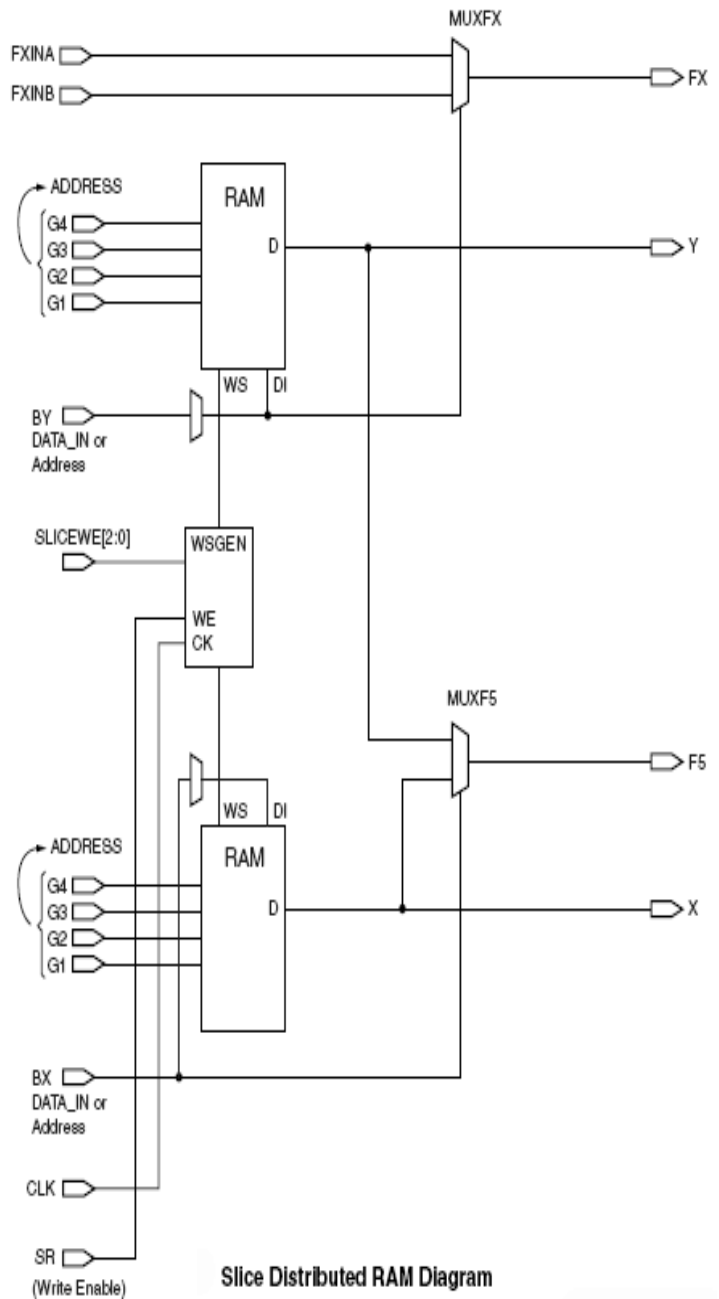 MUXFX
FXINA
FX
FXINB
ADDRESS
RAM
G4
G3
D
Y
G2
G1
WS
DI
BY
DATA_IN or
Address
SLICEWE[2:0]
WSGEN
WE
CK
MUXF5
F5
WS
DI
ADDRESS
RAM
G4
G3
D
X
G2
G1
BX
DATA_IN or
Address
CLK
SR
(Write Enable)
Slice Distributed RAM Diagram